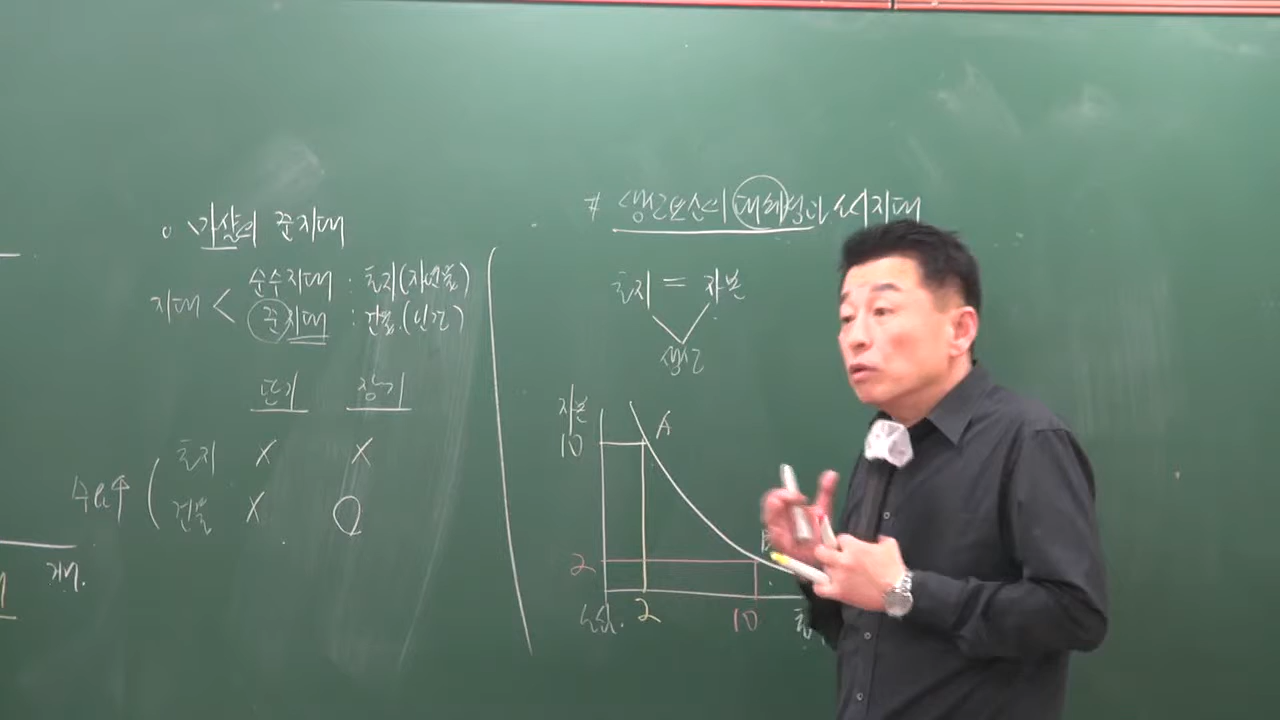 마샬의 준지대
지대 < 순수지대 : 토지(자연물)
준지대 : 건물.(인간)
단기 장기
토지 X X
수요↑ ( 건물 X O
# 생산요소의 대체성과 지대
토지 = 자본
생산
자본
10 A
2
2 10